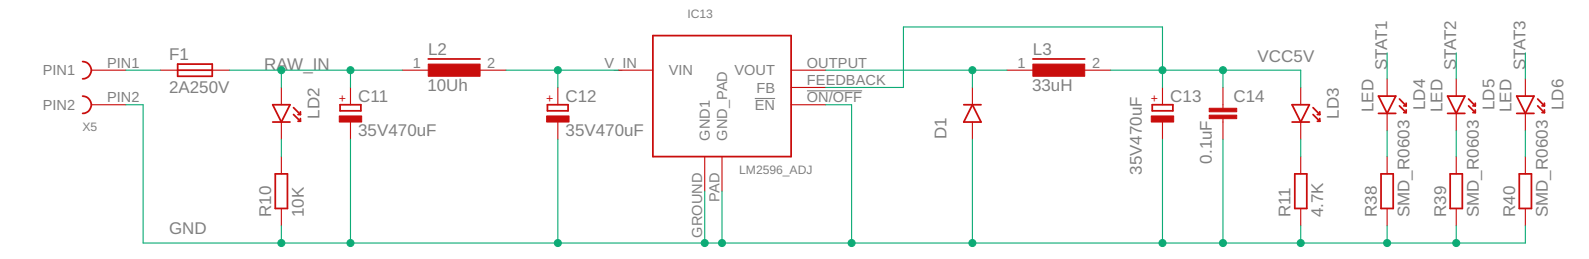 IC13
PIN1
PIN1
F1
2A250V
RAW_IN
L2
1
2
10Uh
V_IN
VIN
VOUT
FB
EN
GND1
GND_PAD
OUTPUT
FEEDBACK
ON/OFF
L3
1
2
33uH
VCC5V
STAT1
STAT2
STAT3
PIN2
PIN2
X5
LD2
+
C11
35V470uF
+
C12
35V470uF
D1
+
C13
35V470uF
C14
0.1uF
LD3
LED
LD4
LED
LD5
LED
LD6
LM2596_ADJ
GROUND
PAD
R10
10K
R11
4.7K
R38
SMD_R0603
R39
SMD_R0603
R40
SMD_R0603
GND